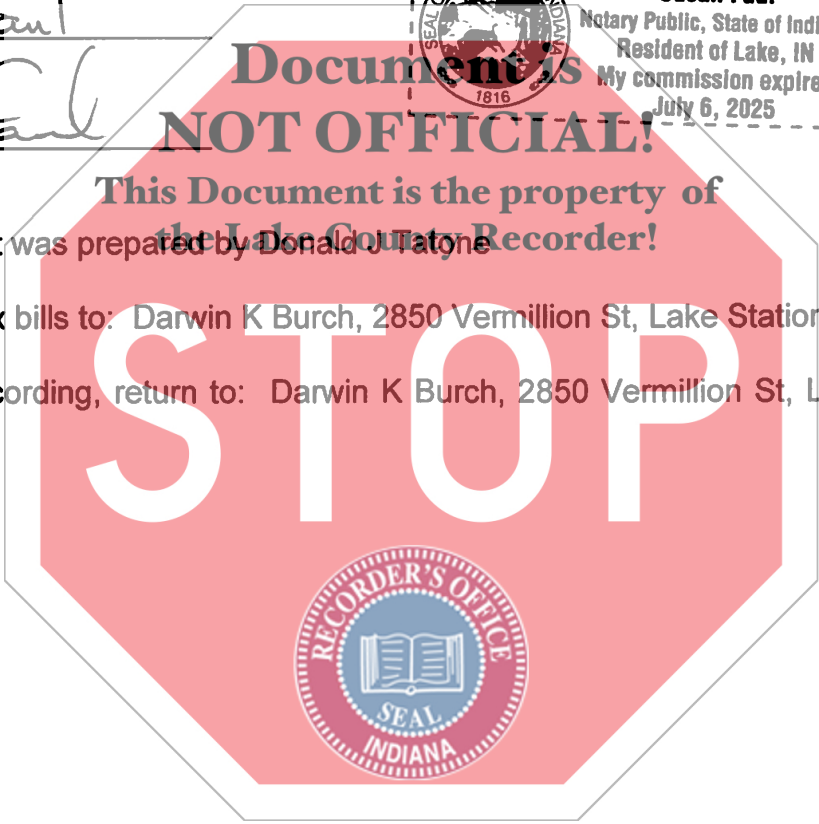 Notary Public, State of Indi
Resident of Lake, IN
My commission expire
July 6, 2025
SEAL
INDIANA
1816
Document is
NOT OFFICIAL!
This Document is the property of
the Lake County Recorder!
was prepared by Donald J Tatone
x bills to: Darwin K Burch, 2850 Vermillion St, Lake Station
cording, return to: Darwin K Burch, 2850 Vermillion St, L
STOP
RECORDER'S OFFICE
SEAL
INDIANA